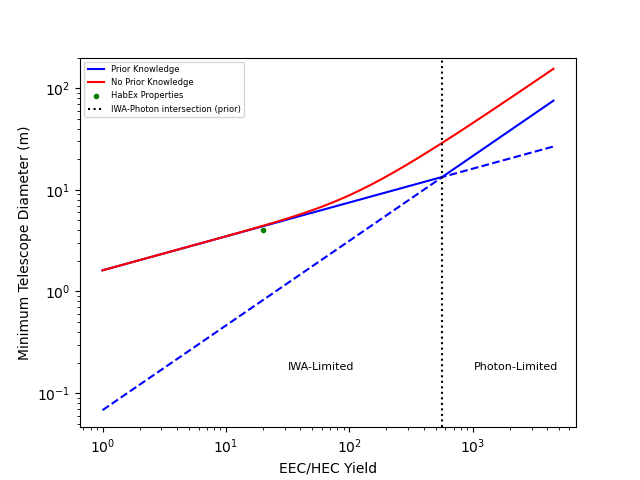 Prior Knowledge
No Prior Knowledge
HabEx Properties
IWA-Photon intersection (prior)
Minimum Telescope Diameter (m)
10²
10¹
10⁰
10⁻¹
IWA-Limited
Photon-Limited
10⁰ 10¹ 10² 10³
EEC/HEC Yield